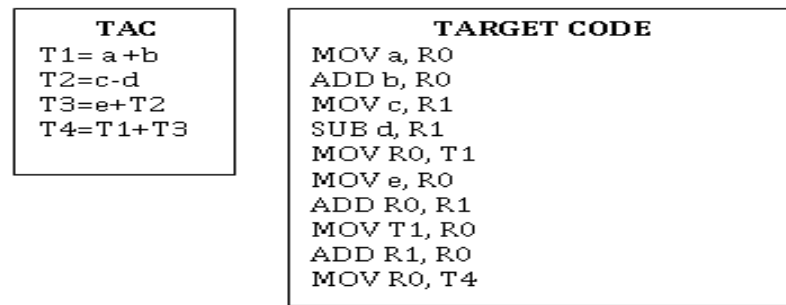 TAC
T1= a+b
T2=c-d
T3=e+T2
T4=T1+T3
TARGET CODE
MOV a, R0
ADD b, R0
MOV c, R1
SUB d, R1
MOV R0, T1
MOV e, R0
ADD R0, R1
MOV T1, R0
ADD R1, R0
MOV R0, T4